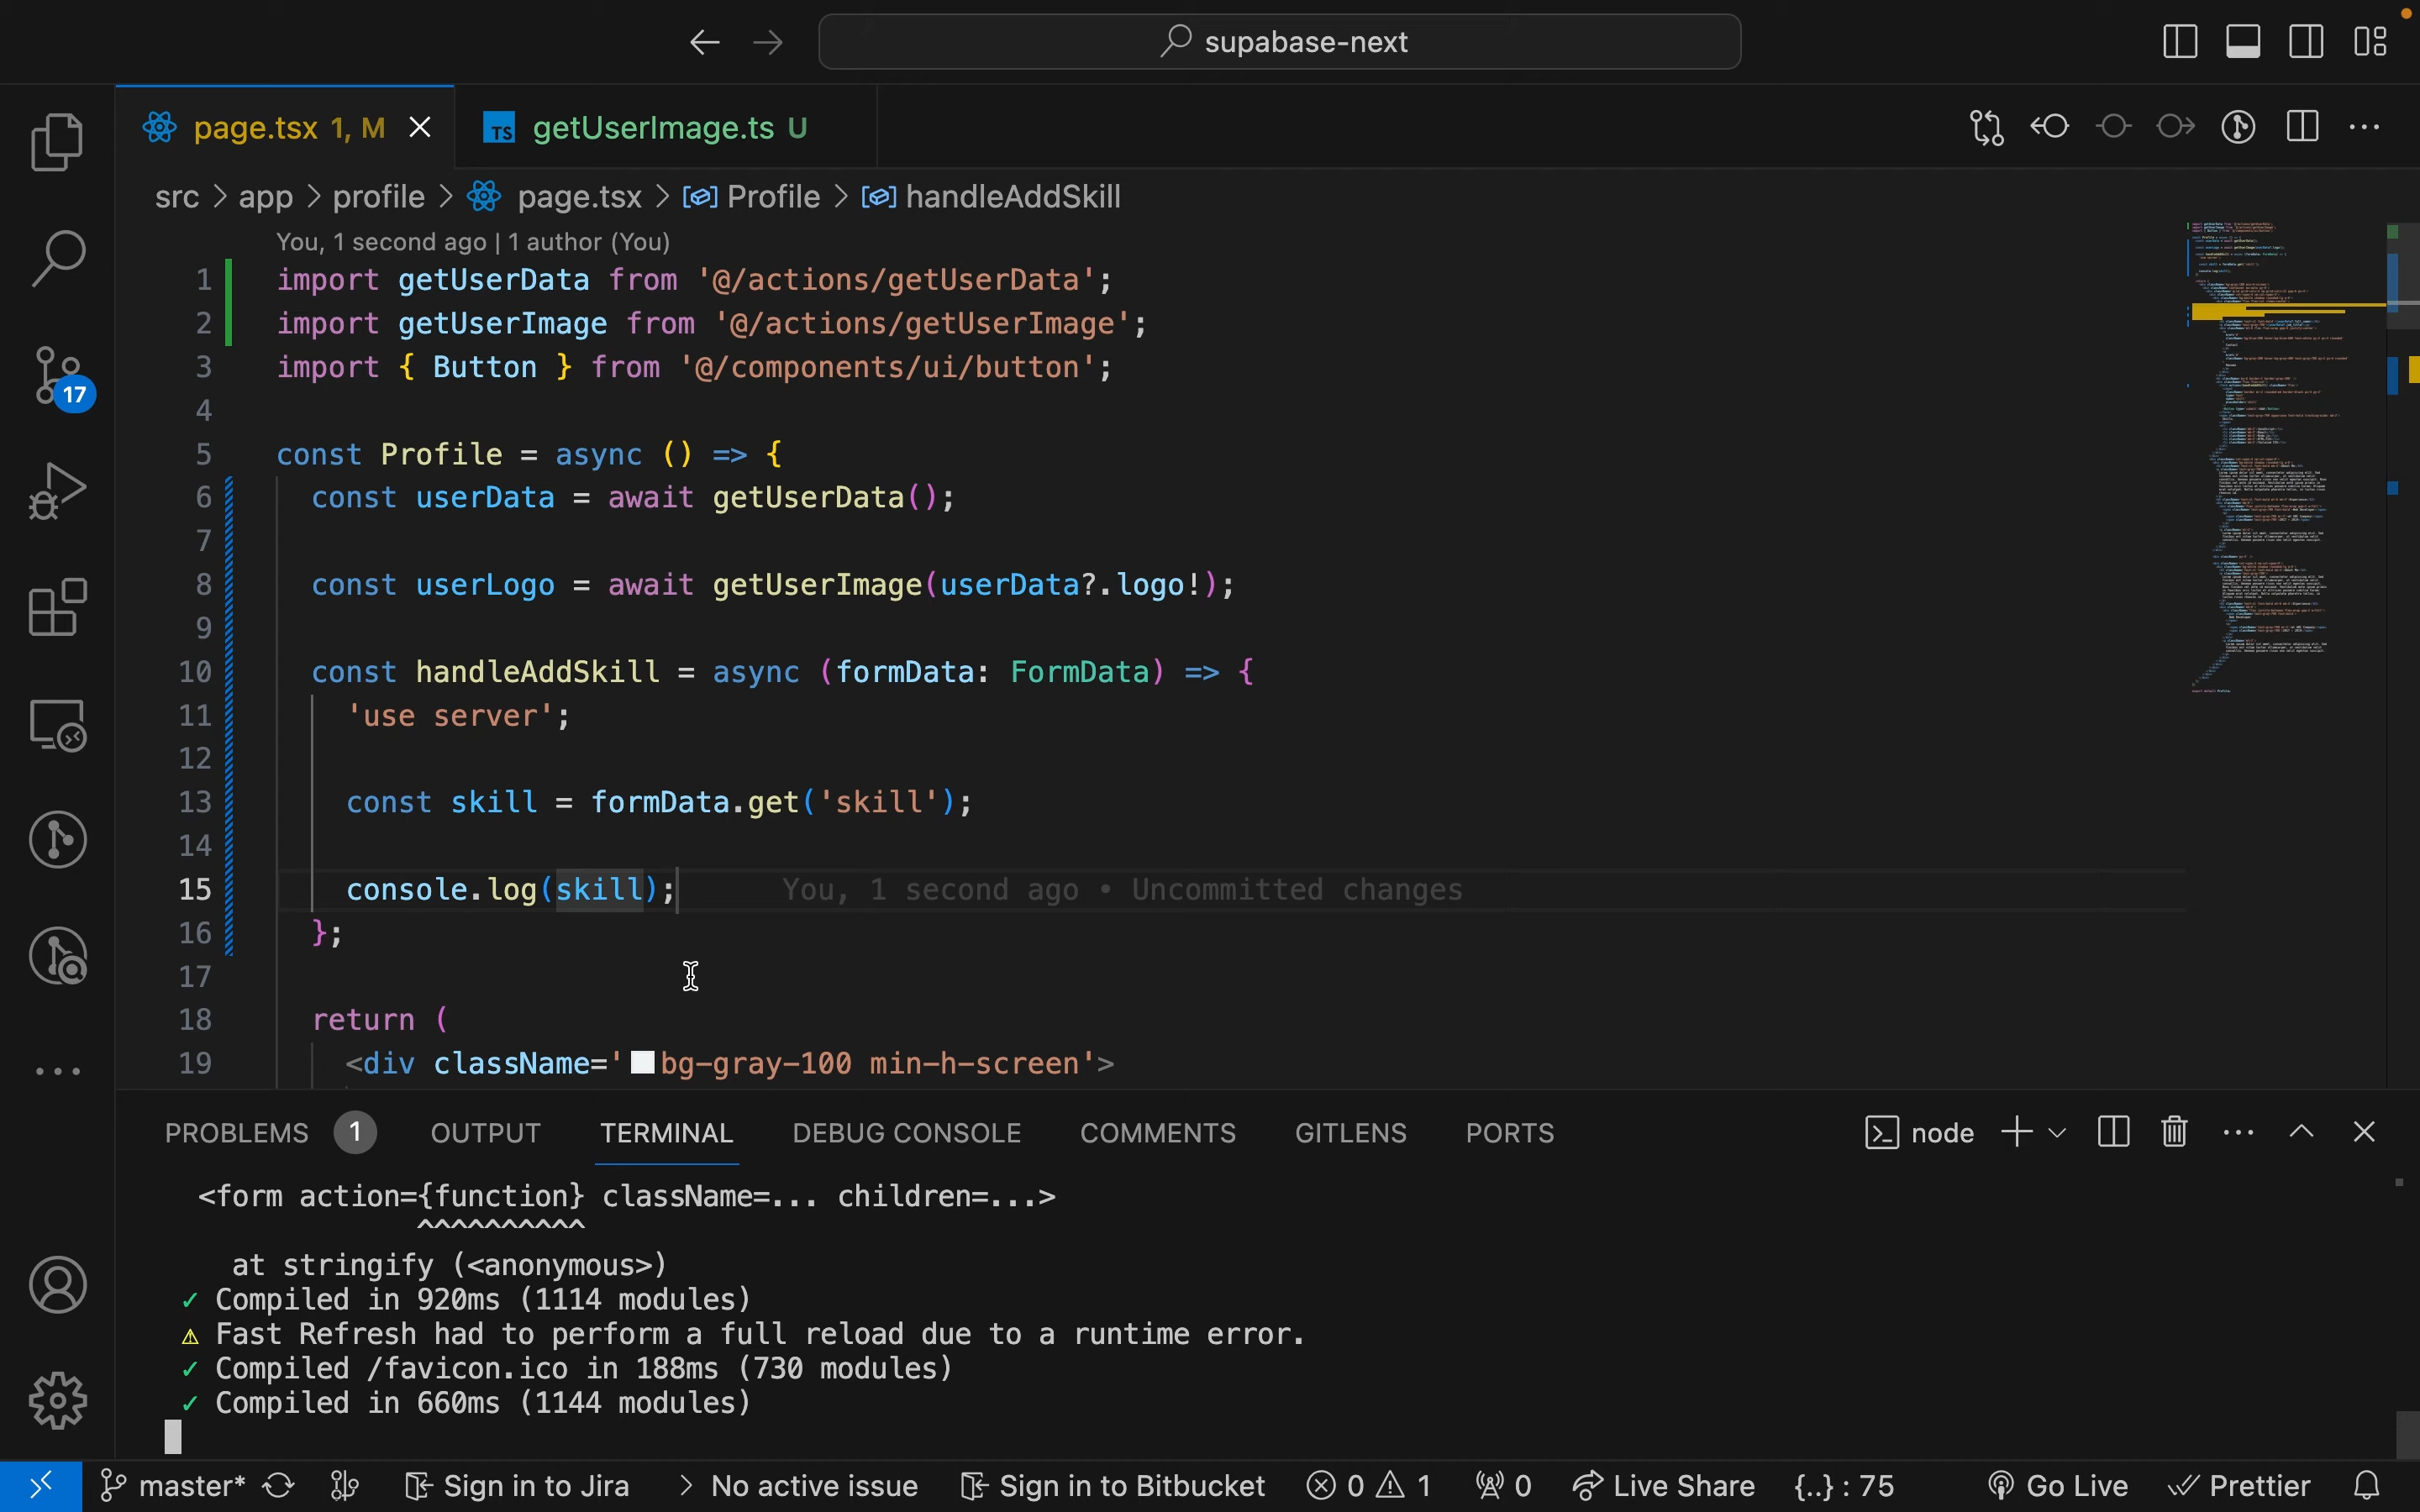 supabase-next
page.tsx 1, M
getUserImage.ts U
src > app > profile > page.tsx > Profile > handleAddSkill
You, 1 second ago | 1 author (You)
1 import getUserData from '@/actions/getUserData';
2 import getUserImage from '@/actions/getUserImage';
3 import { Button } from '@/components/ui/button';
4
5 const Profile = async () => {
6 const userData = await getUserData();
7
8 const userLogo = await getUserImage(userData?.logo!);
9
10 const handleAddSkill = async (formData: FormData) => {
11 'use server';
12
13 const skill = formData.get('skill');
14
15 console.log(skill); You, 1 second ago • Uncommitted changes
16 };
17
18 return (
19 <div className='bg-gray-100 min-h-screen'>
17
PROBLEMS 1 OUTPUT TERMINAL DEBUG CONSOLE COMMENTS GITLENS PORTS node
<form action={function} className=... children=...>
^^^^^^^^^^
at stringify (<anonymous>)
✓ Compiled in 920ms (1114 modules)
⚠ Fast Refresh had to perform a full reload due to a runtime error.
✓ Compiled /favicon.ico in 188ms (730 modules)
✓ Compiled in 660ms (1144 modules)
master* Sign in to Jira > No active issue Sign in to Bitbucket 0 1 0 Live Share {..} : 75 Go Live Prettier